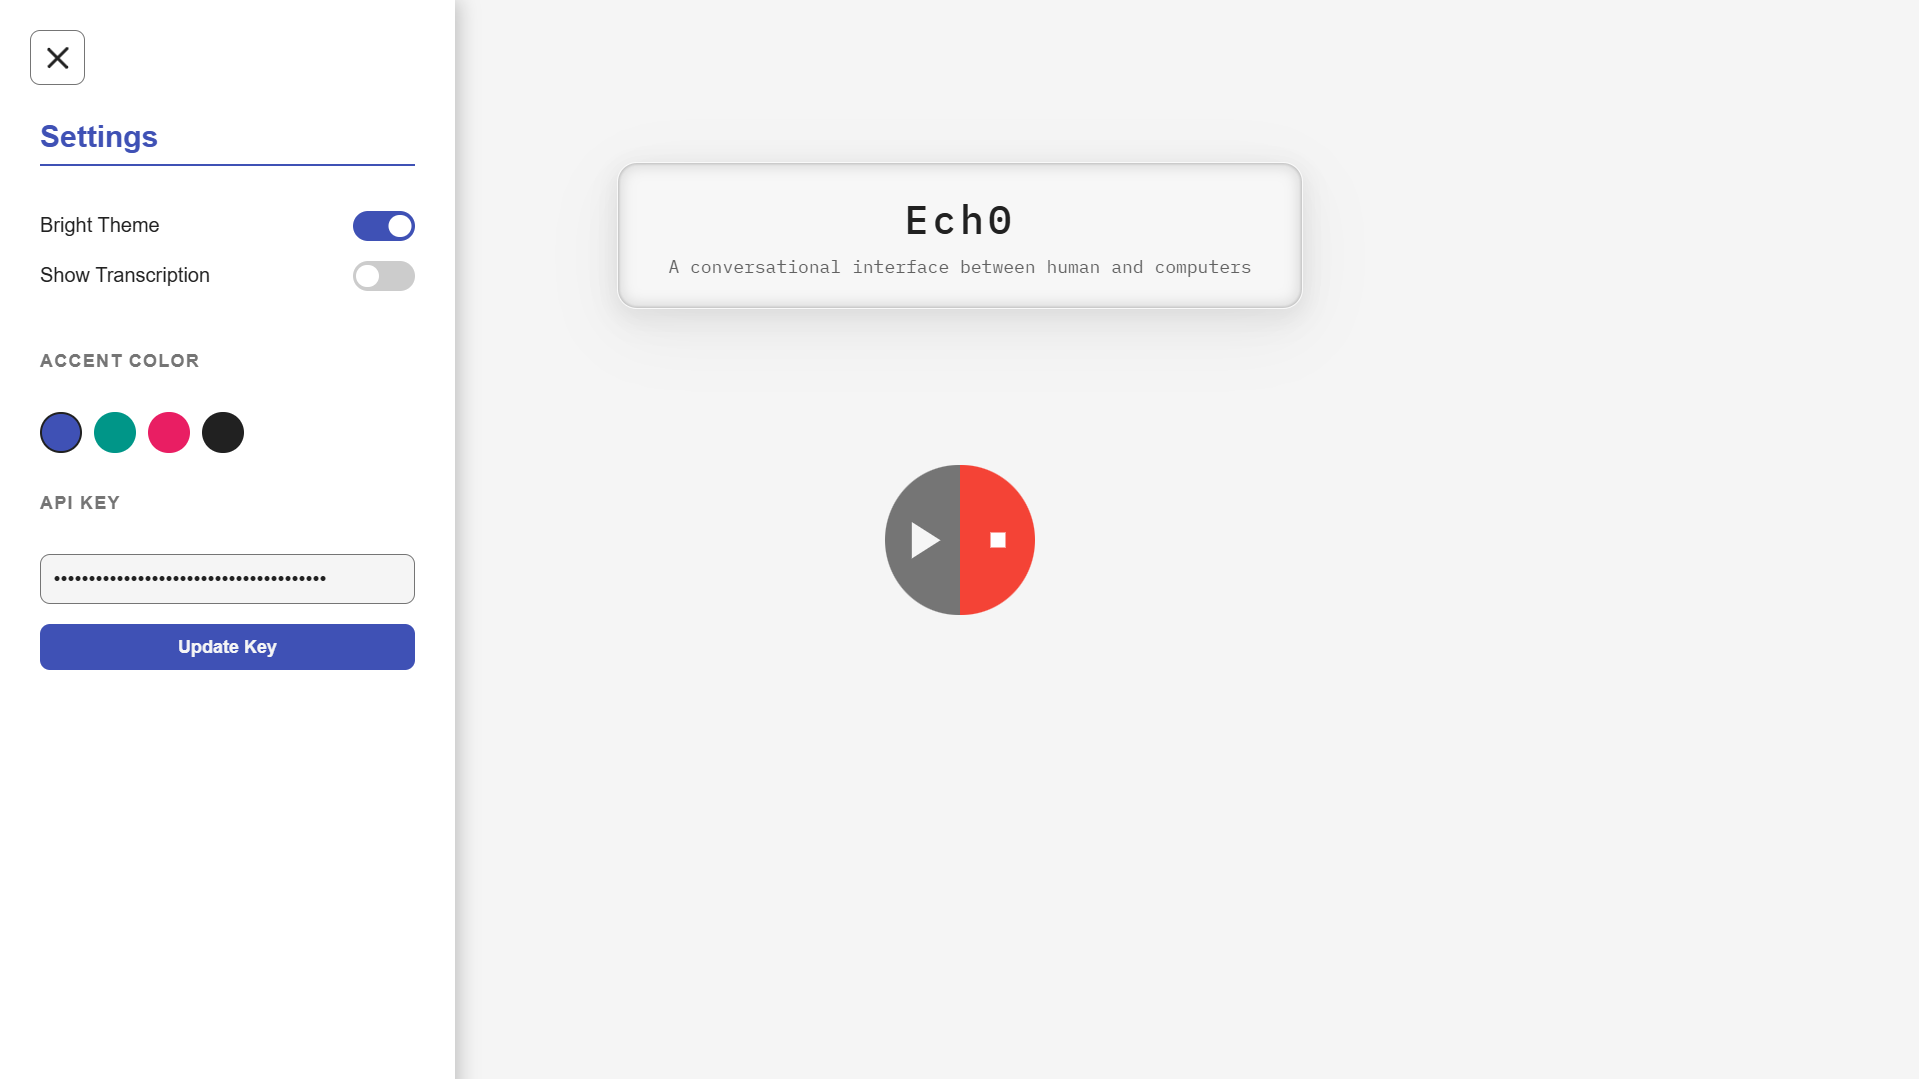 Settings
Bright Theme
Show Transcription
ACCENT COLOR
API KEY
••••••••••••••••••••••••••••••••••••••• 
Update Key
Ech0
A conversational interface between human and computers